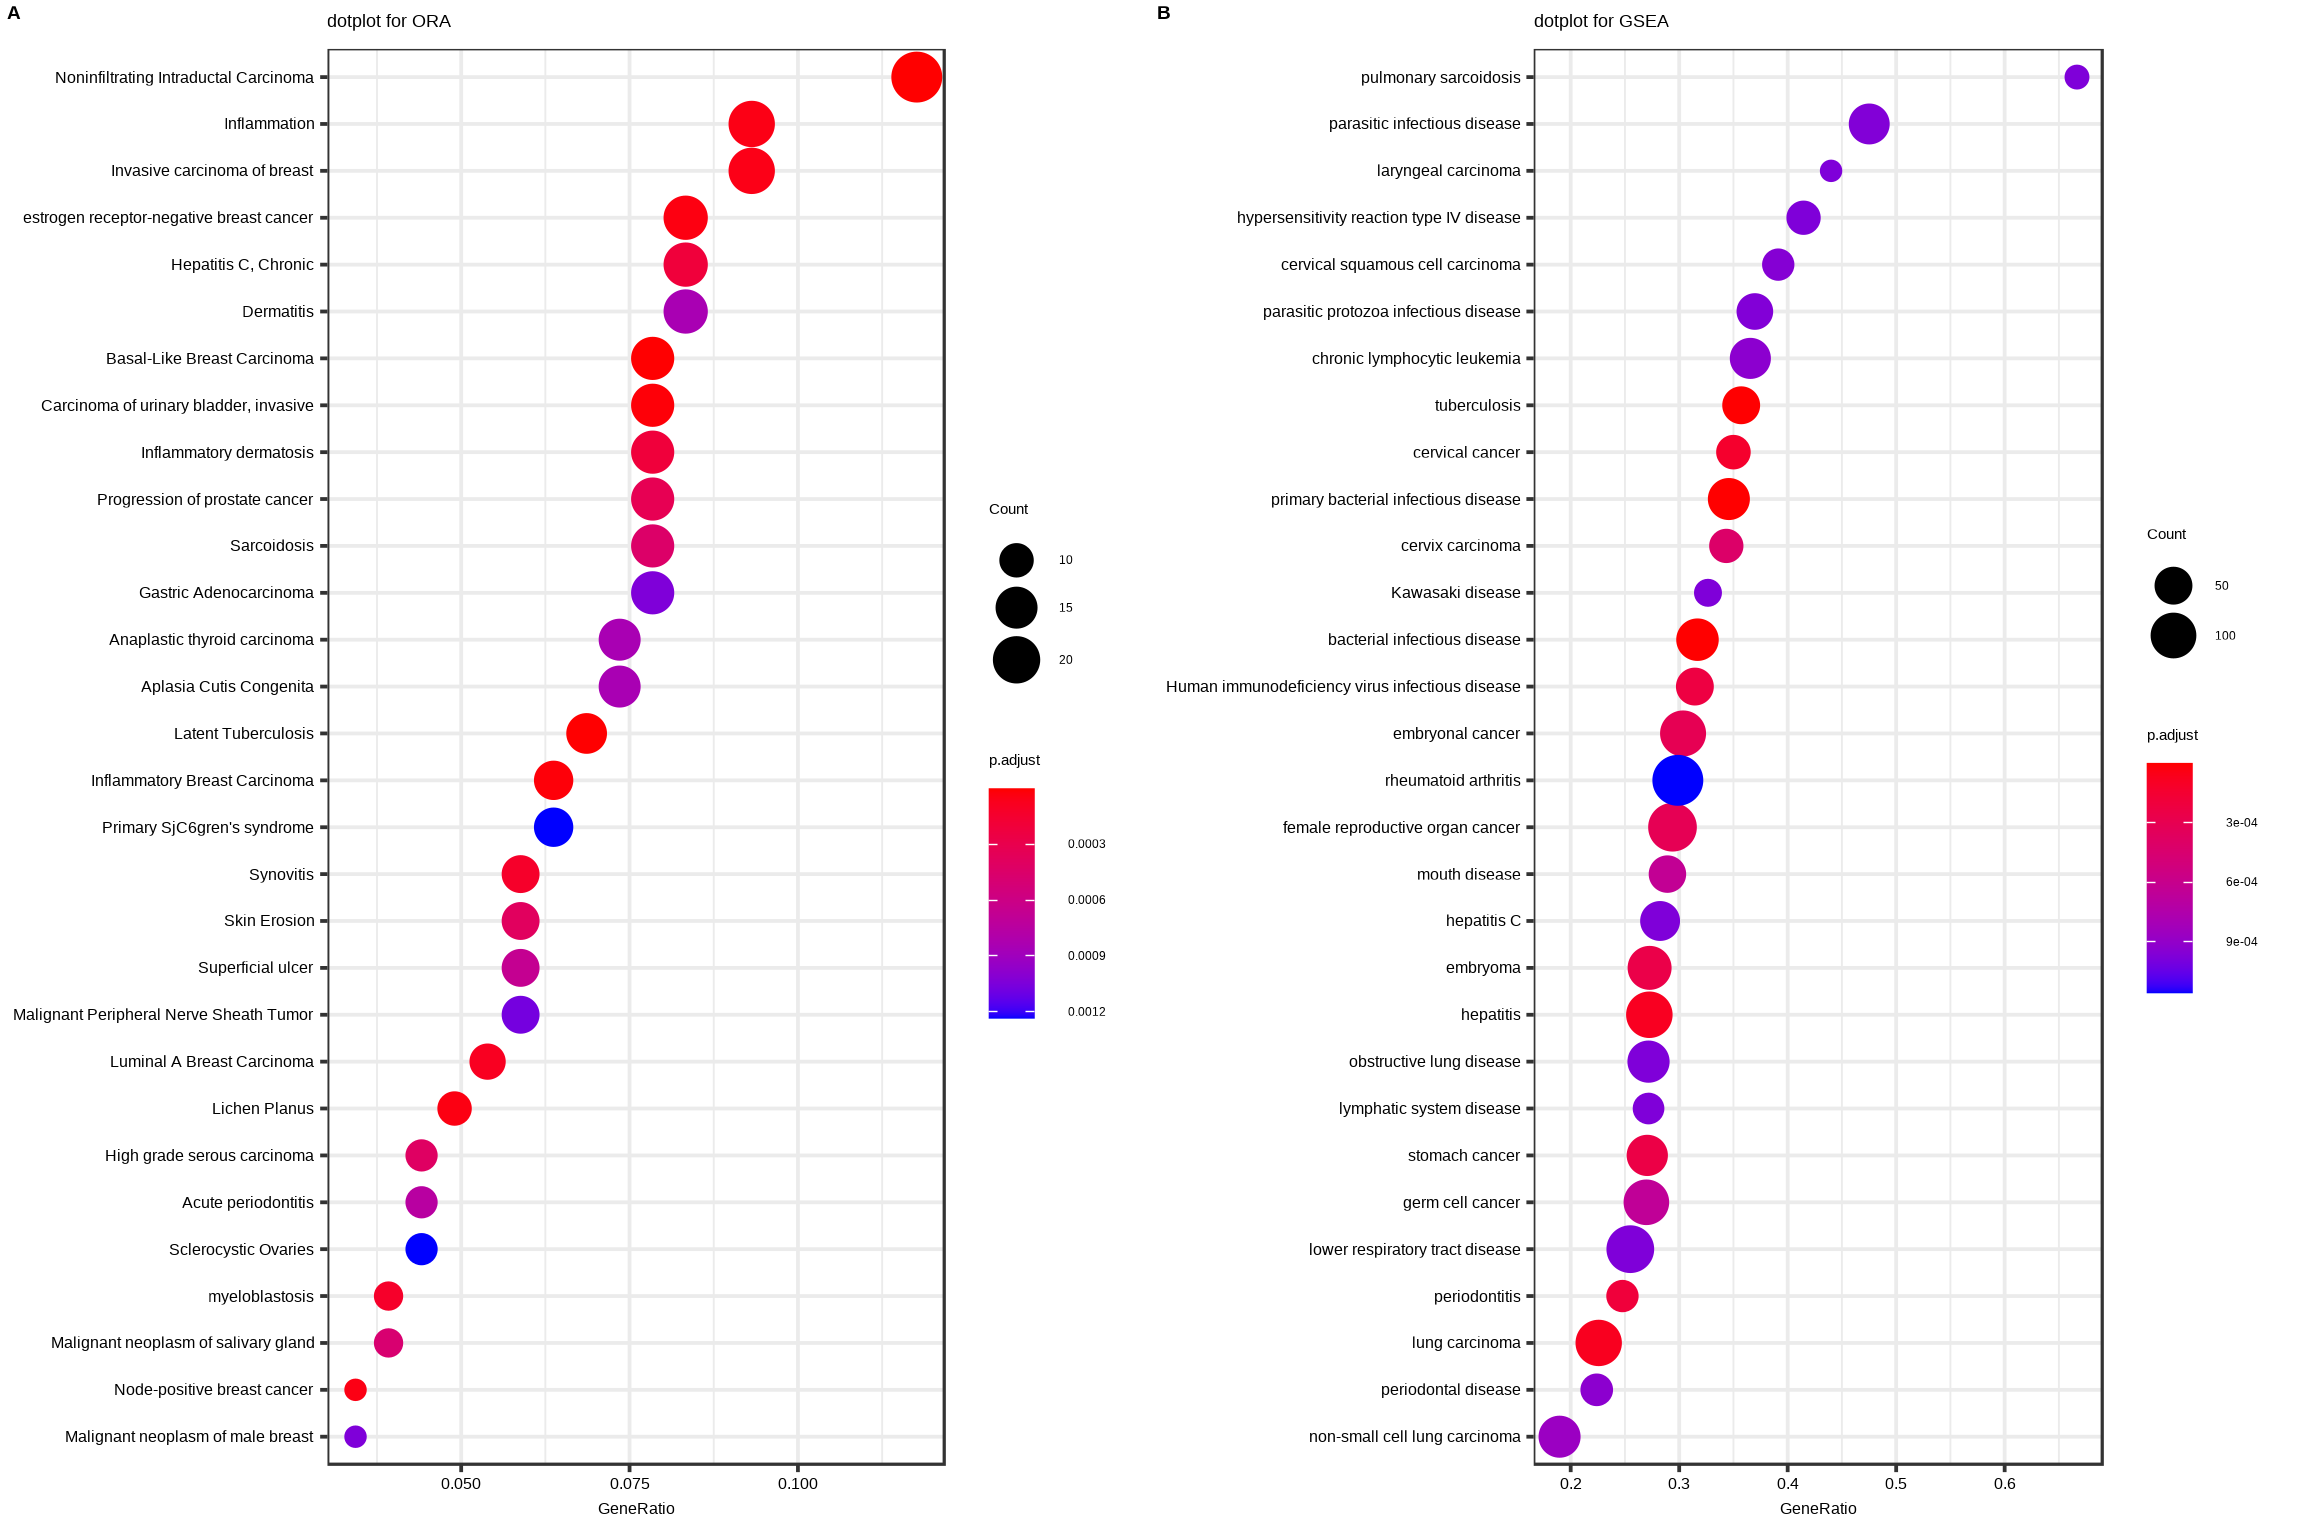 A
dotplot for ORA
Noninfiltrating Intraductal Carcinoma
Inflammation
Invasive carcinoma of breast
estrogen receptor-negative breast cancer
Hepatitis C, Chronic
Dermatitis
Basal-Like Breast Carcinoma
Carcinoma of urinary bladder, invasive
Inflammatory dermatosis
Progression of prostate cancer
Sarcoidosis
Gastric Adenocarcinoma
Anaplastic thyroid carcinoma
Aplasia Cutis Congenita
Latent Tuberculosis
Inflammatory Breast Carcinoma
Primary SjC6gren's syndrome
Synovitis
Skin Erosion
Superficial ulcer
Malignant Peripheral Nerve Sheath Tumor
Luminal A Breast Carcinoma
Lichen Planus
High grade serous carcinoma
Acute periodontitis
Sclerocystic Ovaries
myeloblastosis
Malignant neoplasm of salivary gland
Node-positive breast cancer
Malignant neoplasm of male breast
0.050 0.075 0.100
GeneRatio
Count
10
15
20
p.adjust
0.0003
0.0006
0.0009
0.0012
B
dotplot for GSEA
pulmonary sarcoidosis
parasitic infectious disease
laryngeal carcinoma
hypersensitivity reaction type IV disease
cervical squamous cell carcinoma
parasitic protozoa infectious disease
chronic lymphocytic leukemia
tuberculosis
cervical cancer
primary bacterial infectious disease
cervix carcinoma
Kawasaki disease
bacterial infectious disease
Human immunodeficiency virus infectious disease
embryonal cancer
rheumatoid arthritis
female reproductive organ cancer
mouth disease
hepatitis C
embryoma
hepatitis
obstructive lung disease
lymphatic system disease
stomach cancer
germ cell cancer
lower respiratory tract disease
periodontitis
lung carcinoma
periodontal disease
non-small cell lung carcinoma
0.2 0.3 0.4 0.5 0.6
GeneRatio
Count
50
100
p.adjust
3e-04
6e-04
9e-04